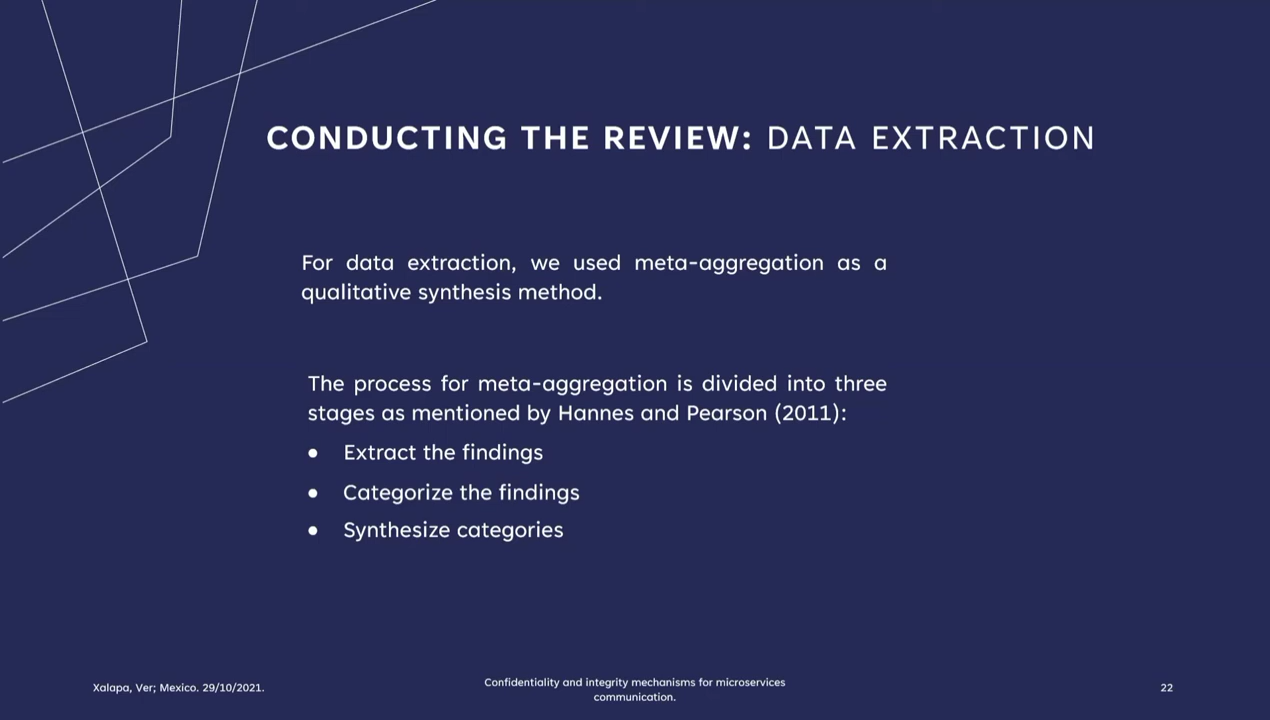 CONDUCTING THE REVIEW: DATA EXTRACTION
For data extraction, we used meta-aggregation as a
qualitative synthesis method.
The process for meta-aggregation is divided into three
stages as mentioned by Hannes and Pearson (2011):
• Extract the findings
• Categorize the findings
• Synthesize categories
Xalapa, Ver; Mexico. 29/10/2021.
Confidentiality and integrity mechanisms for microservices
communication.
22